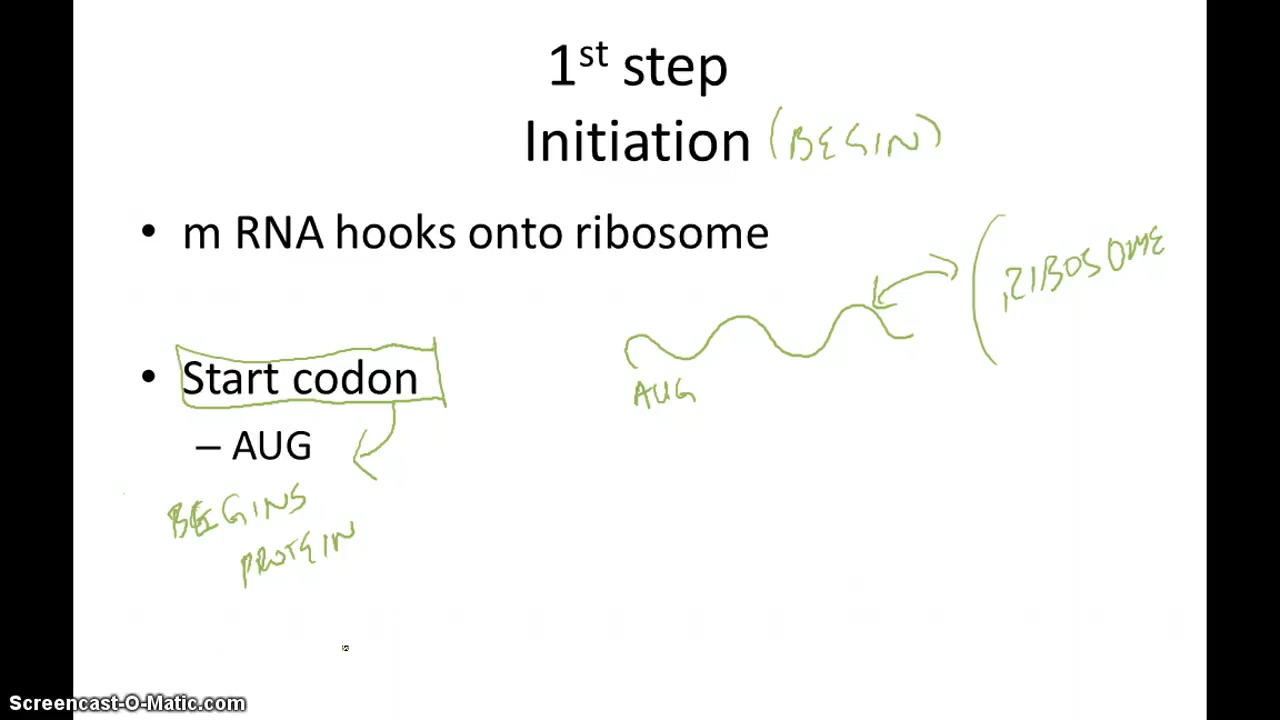 1st step
Initiation (BEGIN)
• m RNA hooks onto ribosome
RIBOSOME
• Start codon
AUG
– AUG
BEGINS
PROTEIN
Screencast-O-Matic.com